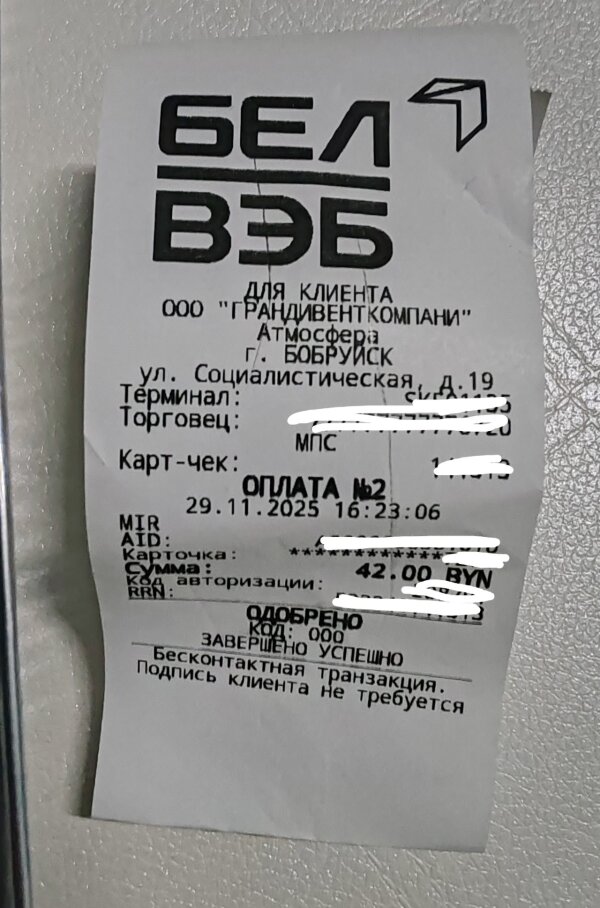 БЕЛ
ВЭБ
ДЛЯ КЛИЕНТА
ООО "ГРАНДИВЕНТКОМПАНИ"
Атмосфера
г. БОБРУЙСК
ул. Социалистическая, д.19
Терминал:
Торговец:
МПС
Карт-чек:
ОПЛАТА №2
29.11.2025 16:23:06
MIR
AID:
Карточка: ************
Сумма: 42.00 BYN
Код авторизации:
RRN:
ОДОБРЕНО
КОД: 000
ЗАВЕРШЕНО УСПЕШНО
Бесконтактная транзакция.
Подпись клиента не требуется